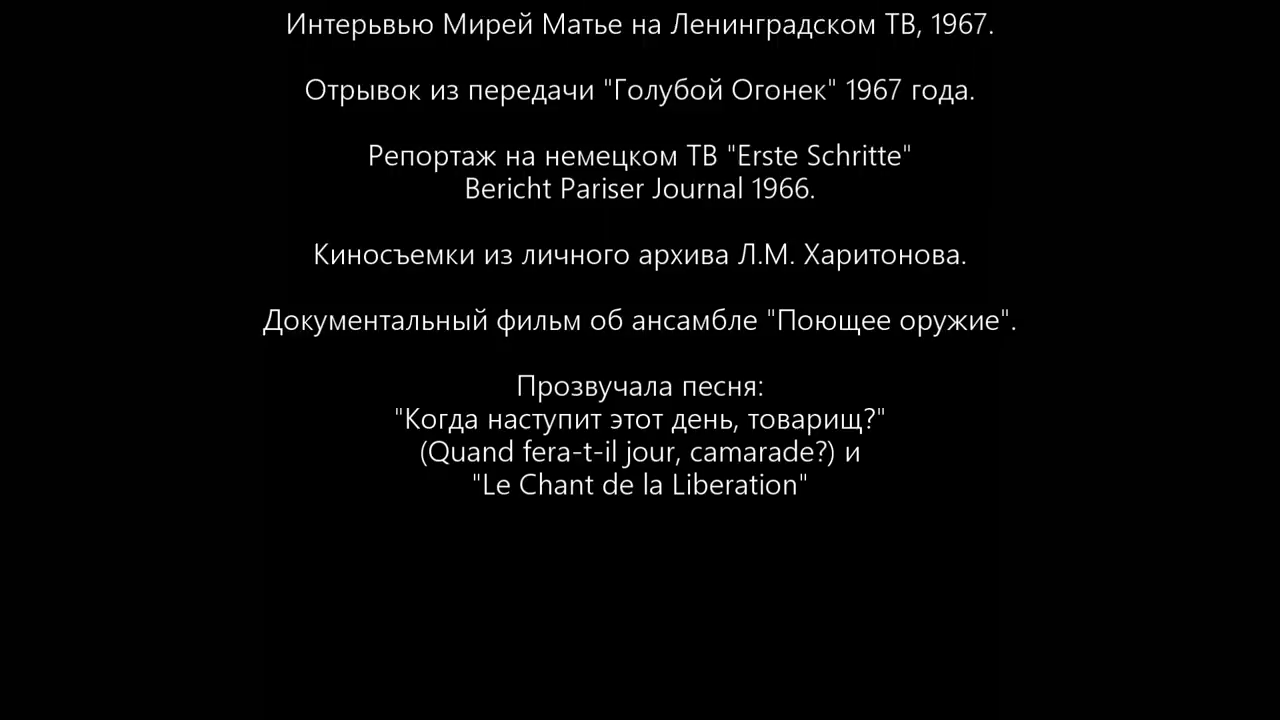 Интерьвью Мирей Матье на Ленинградском ТВ, 1967.
Отрывок из передачи "Голубой Огонек" 1967 года.
Репортаж на немецком ТВ "Erste Schritte"
Bericht Pariser Journal 1966.
Киносъемки из личного архива Л.М. Харитонова.
Документальный фильм об ансамбле "Поющее оружие".
Прозвучала песня:
"Когда наступит этот день, товарищ?"
(Quand fera-t-il jour, camarade?) и
"Le Chant de la Liberation"